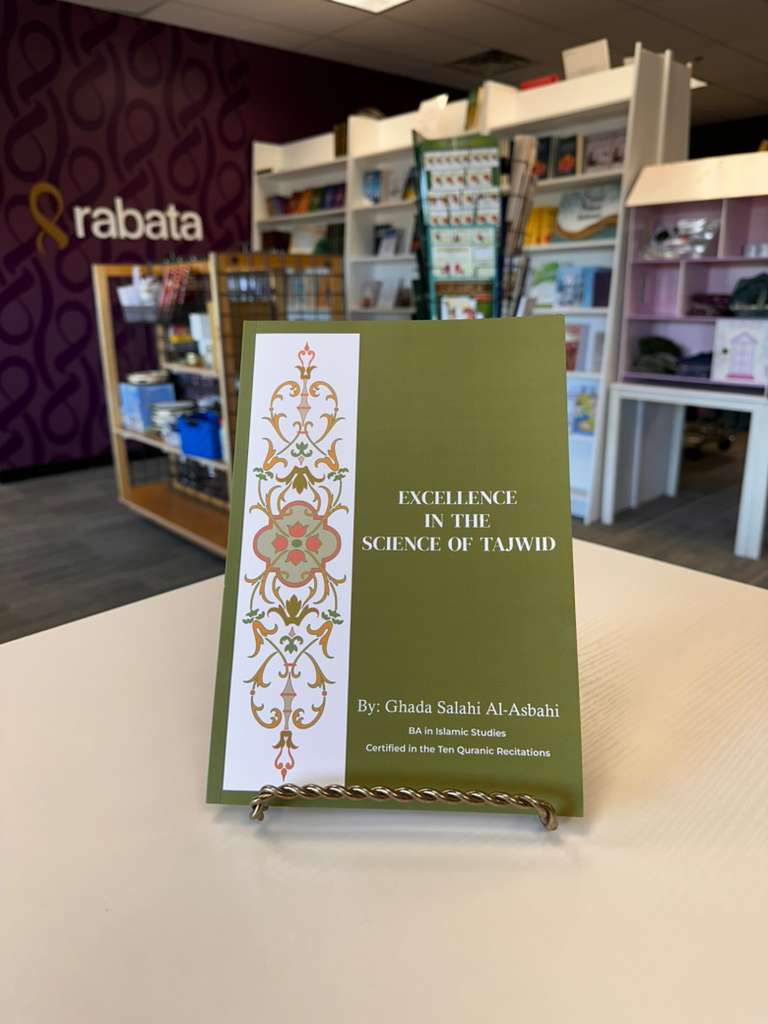 rabata
EXCELLENCE
IN THE
SCIENCE OF TAJWID
By: Ghada Salahi Al-Asbahi
BA in Islamic Studies
Certified in the Ten Quranic Recitations